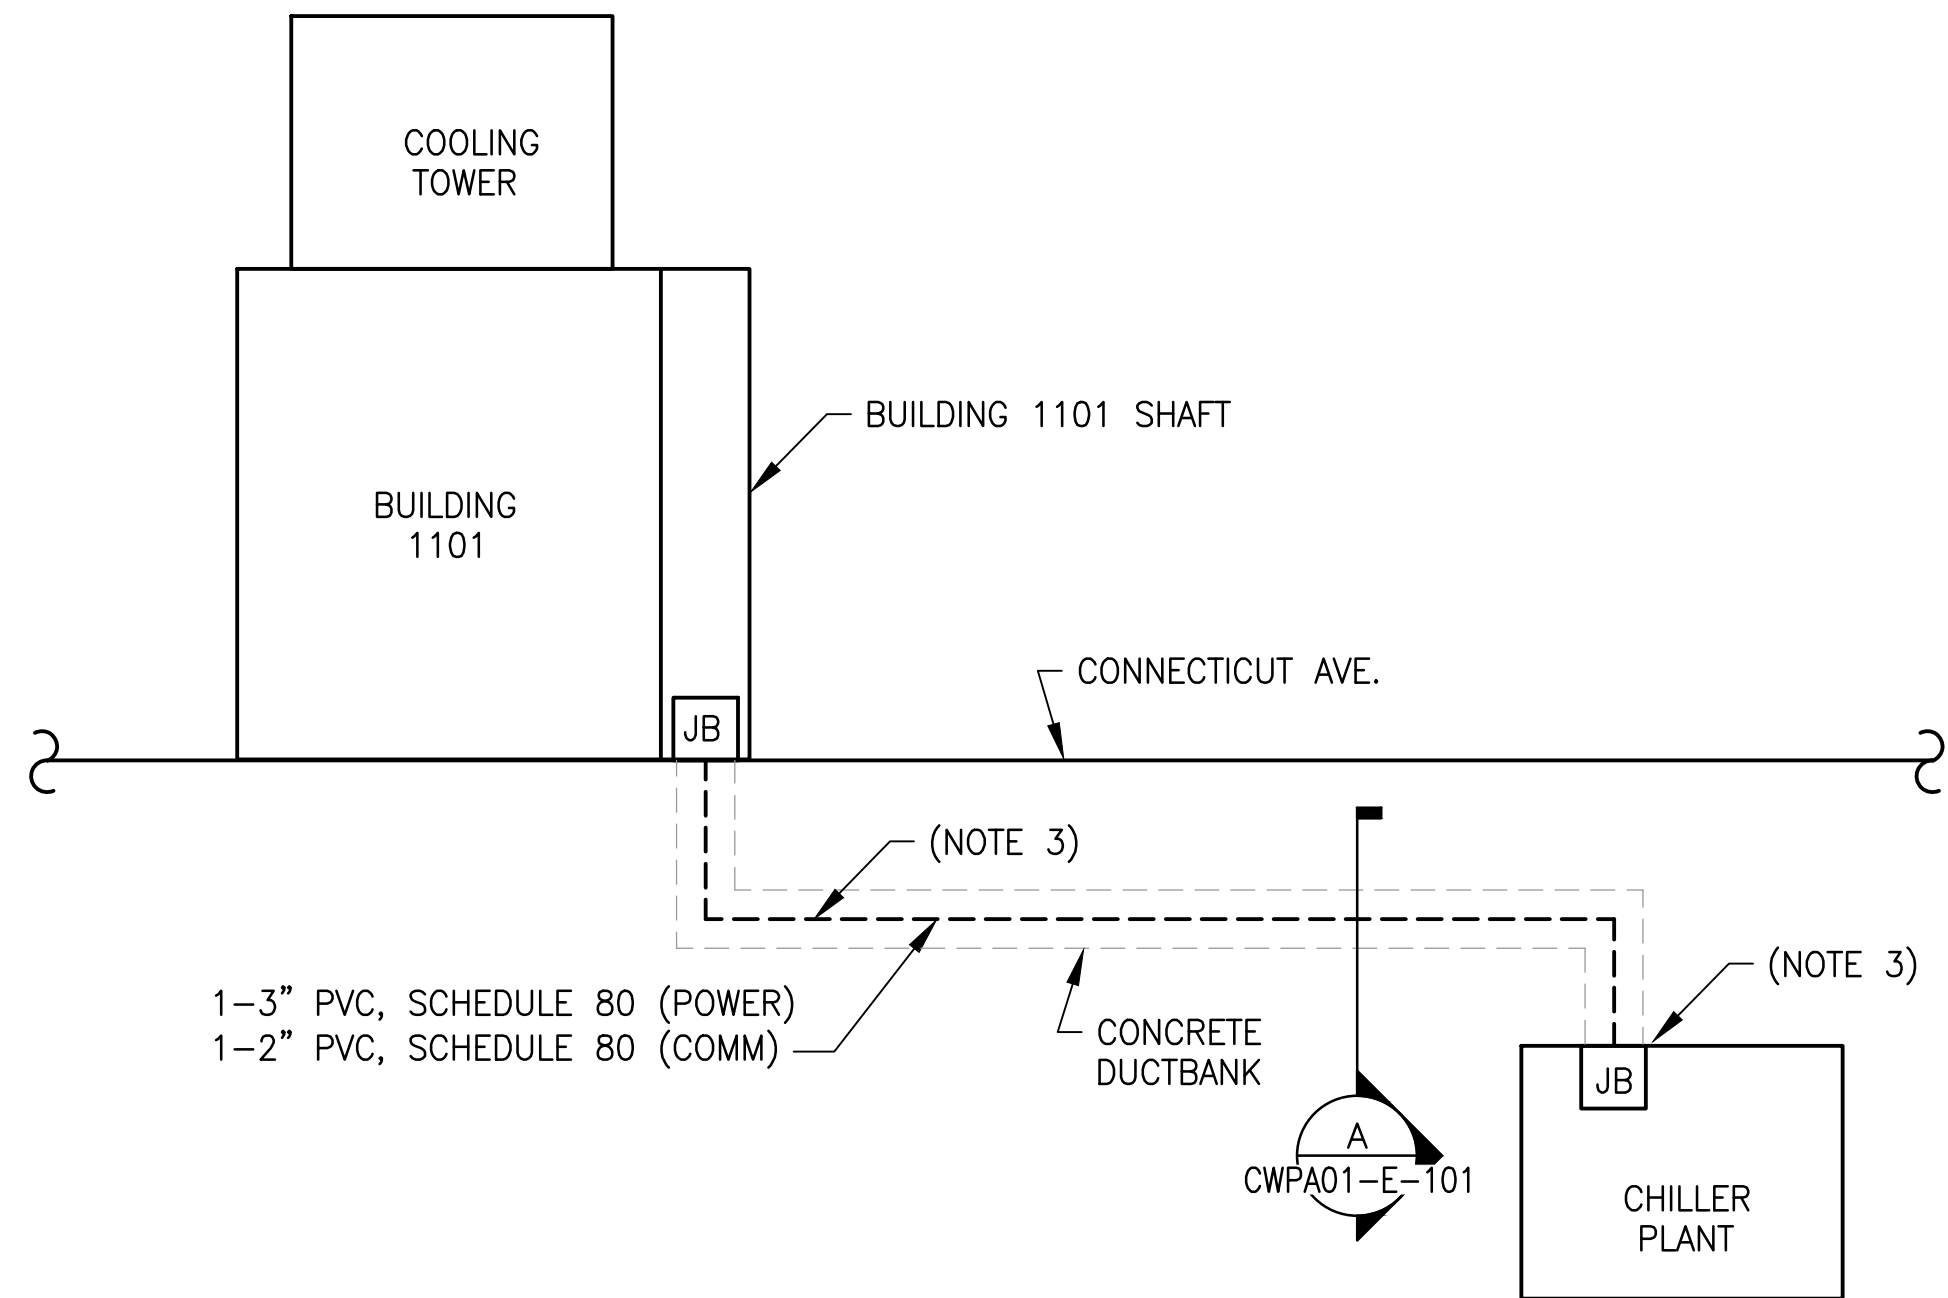 COOLING
TOWER
BUILDING 1101 SHAFT
BUILDING
1101
CONNECTICUT AVE.
JB
(NOTE 3)
(NOTE 3)
1-3” PVC, SCHEDULE 80 (POWER)
1-2” PVC, SCHEDULE 80 (COMM)
CONCRETE
DUCTBANK
JB
A
CWPA01-E-101
CHILLER
PLANT